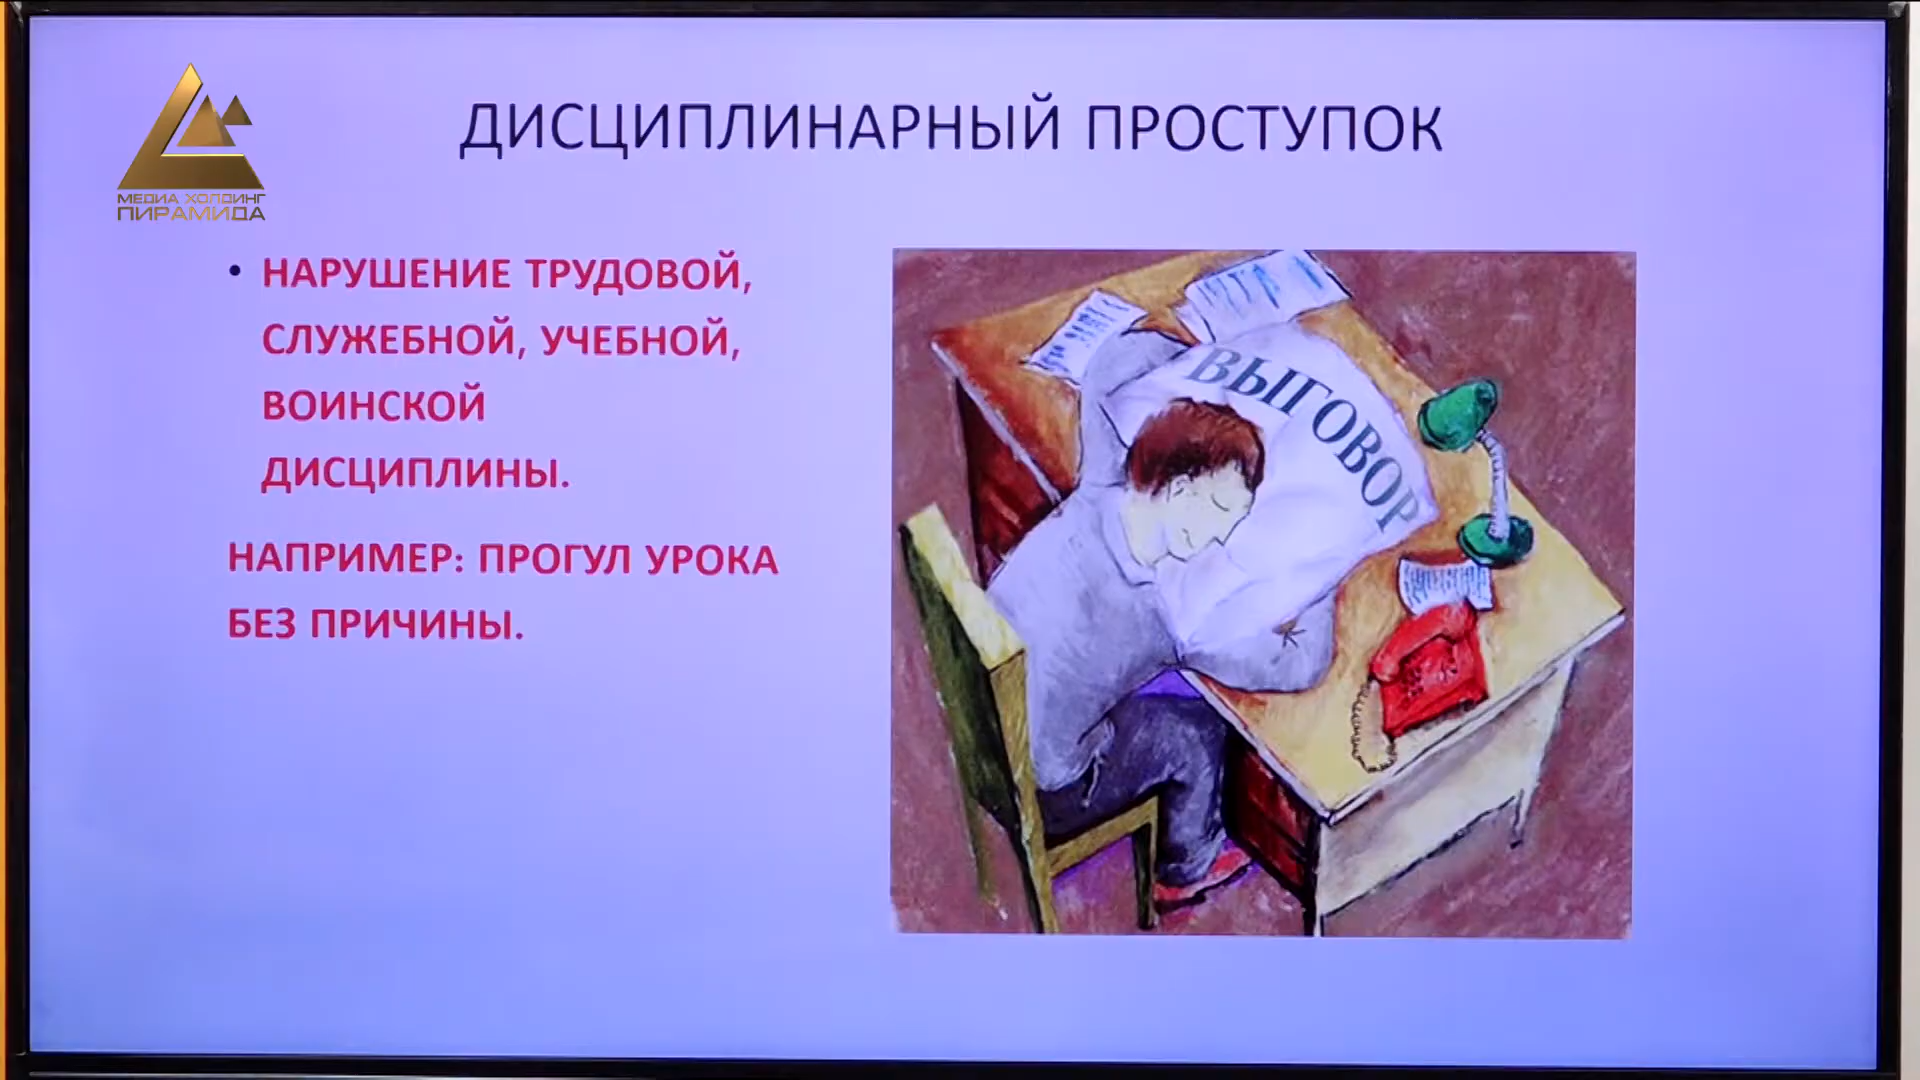 МЕДИА ХОЛДИНГ
ПИРАМИДА
ДИСЦИПЛИНАРНЫЙ ПРОСТУПОК
• НАРУШЕНИЕ ТРУДОВОЙ,
СЛУЖЕБНОЙ, УЧЕБНОЙ,
ВОИНСКОЙ
ДИСЦИПЛИНЫ.
НАПРИМЕР: ПРОГУЛ УРОКА
БЕЗ ПРИЧИНЫ.
ВЫГОВОР